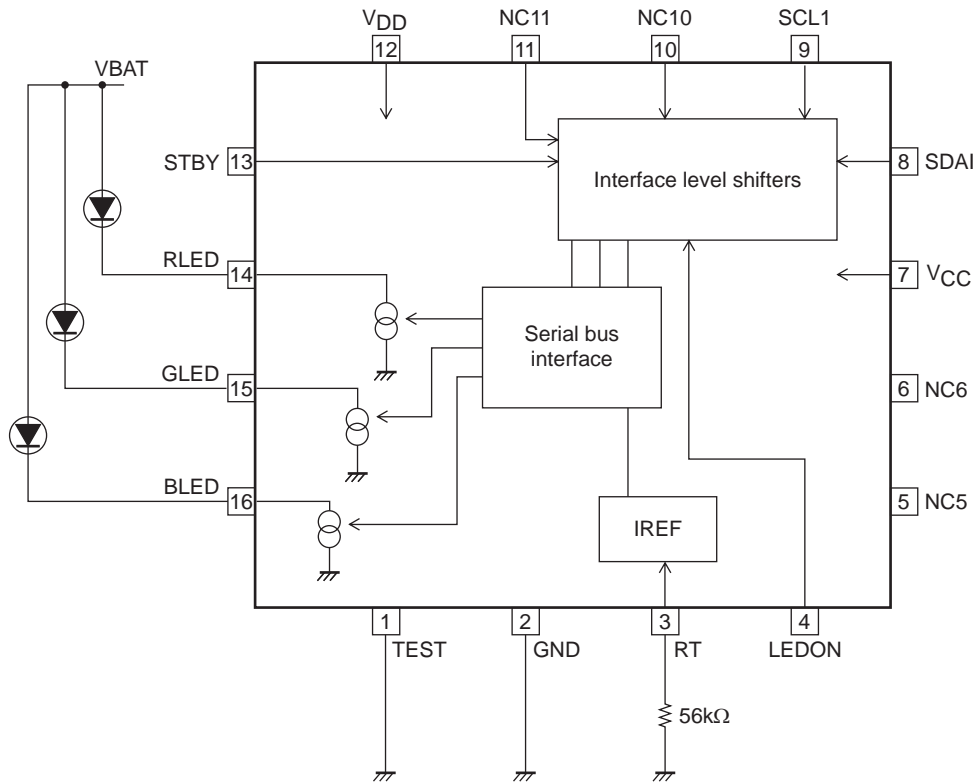 VDD NC11 NC10 SCL1
12 11 10 9
VBAT
STBY 13
Interface level shifters
8 SDAI
RLED 14
7 VCC
Serial bus
interface
GLED 15
6 NC6
BLED 16
5 NC5
IREF
1 2 3 4
TEST GND RT LEDON
56kΩ